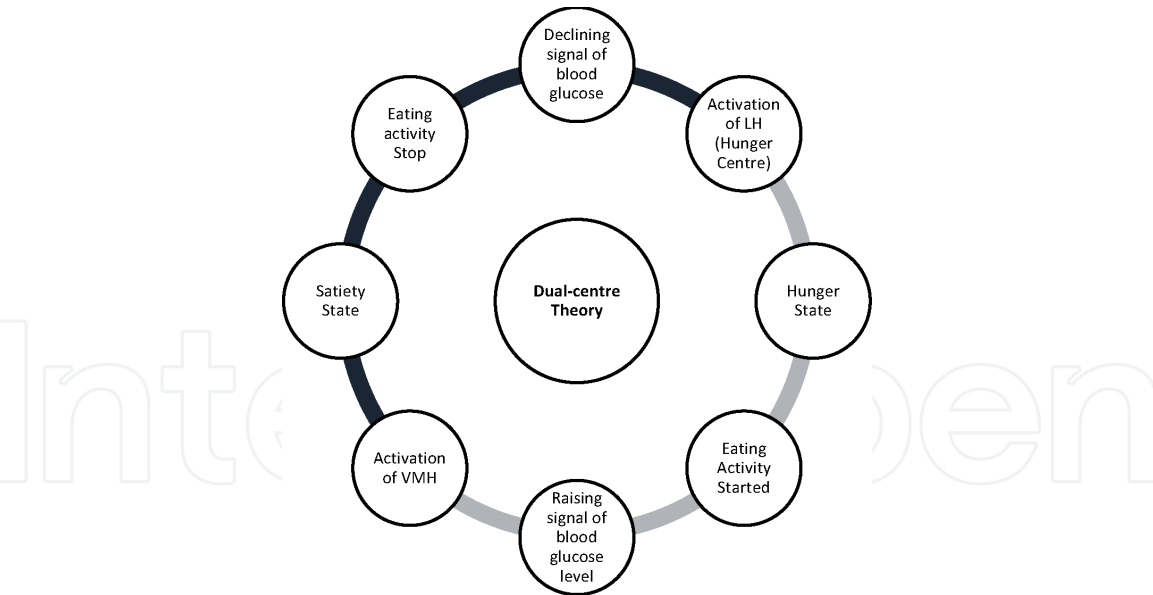 Declining
signal of
blood
glucose
Activation
of LH
(Hunger
Centre)
Hunger
State
Eating
Activity
Started
Raising
signal of
blood
glucose
level
Activation
of VMH
Satiety
State
Eating
activity
Stop
Dual-centre
Theory